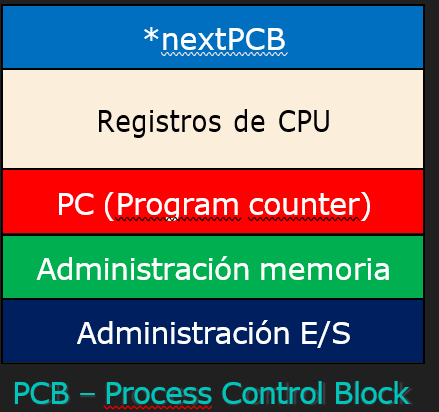 *nextPCB
Registros de CPU
PC (Program counter)
Administración memoria
Administración E/S
PCB – Process Control Block